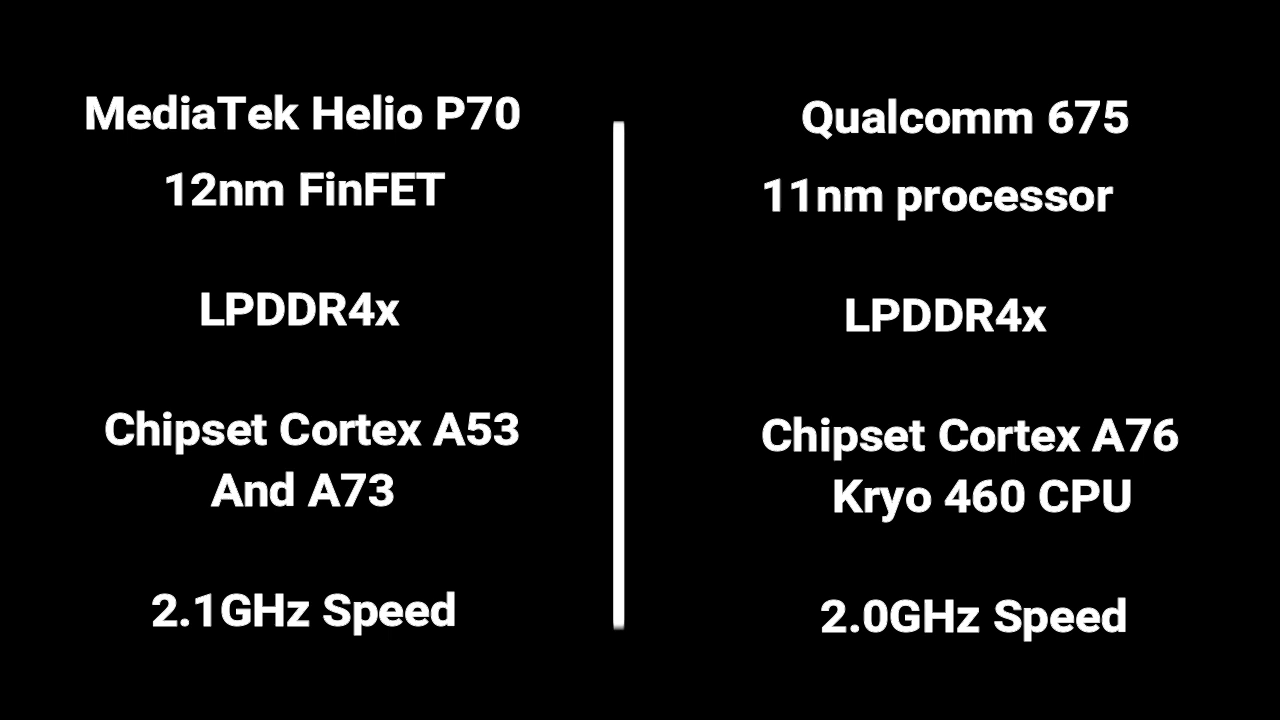 MediaTek Helio P70
12nm FinFET
LPDDR4x
Chipset Cortex A53
And A73
2.1GHz Speed
Qualcomm 675
11nm processor
LPDDR4x
Chipset Cortex A76
Kryo 460 CPU
2.0GHz Speed